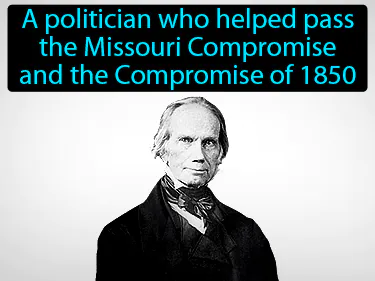 A politician who helped pass
the Missouri Compromise
and the Compromise of 1850